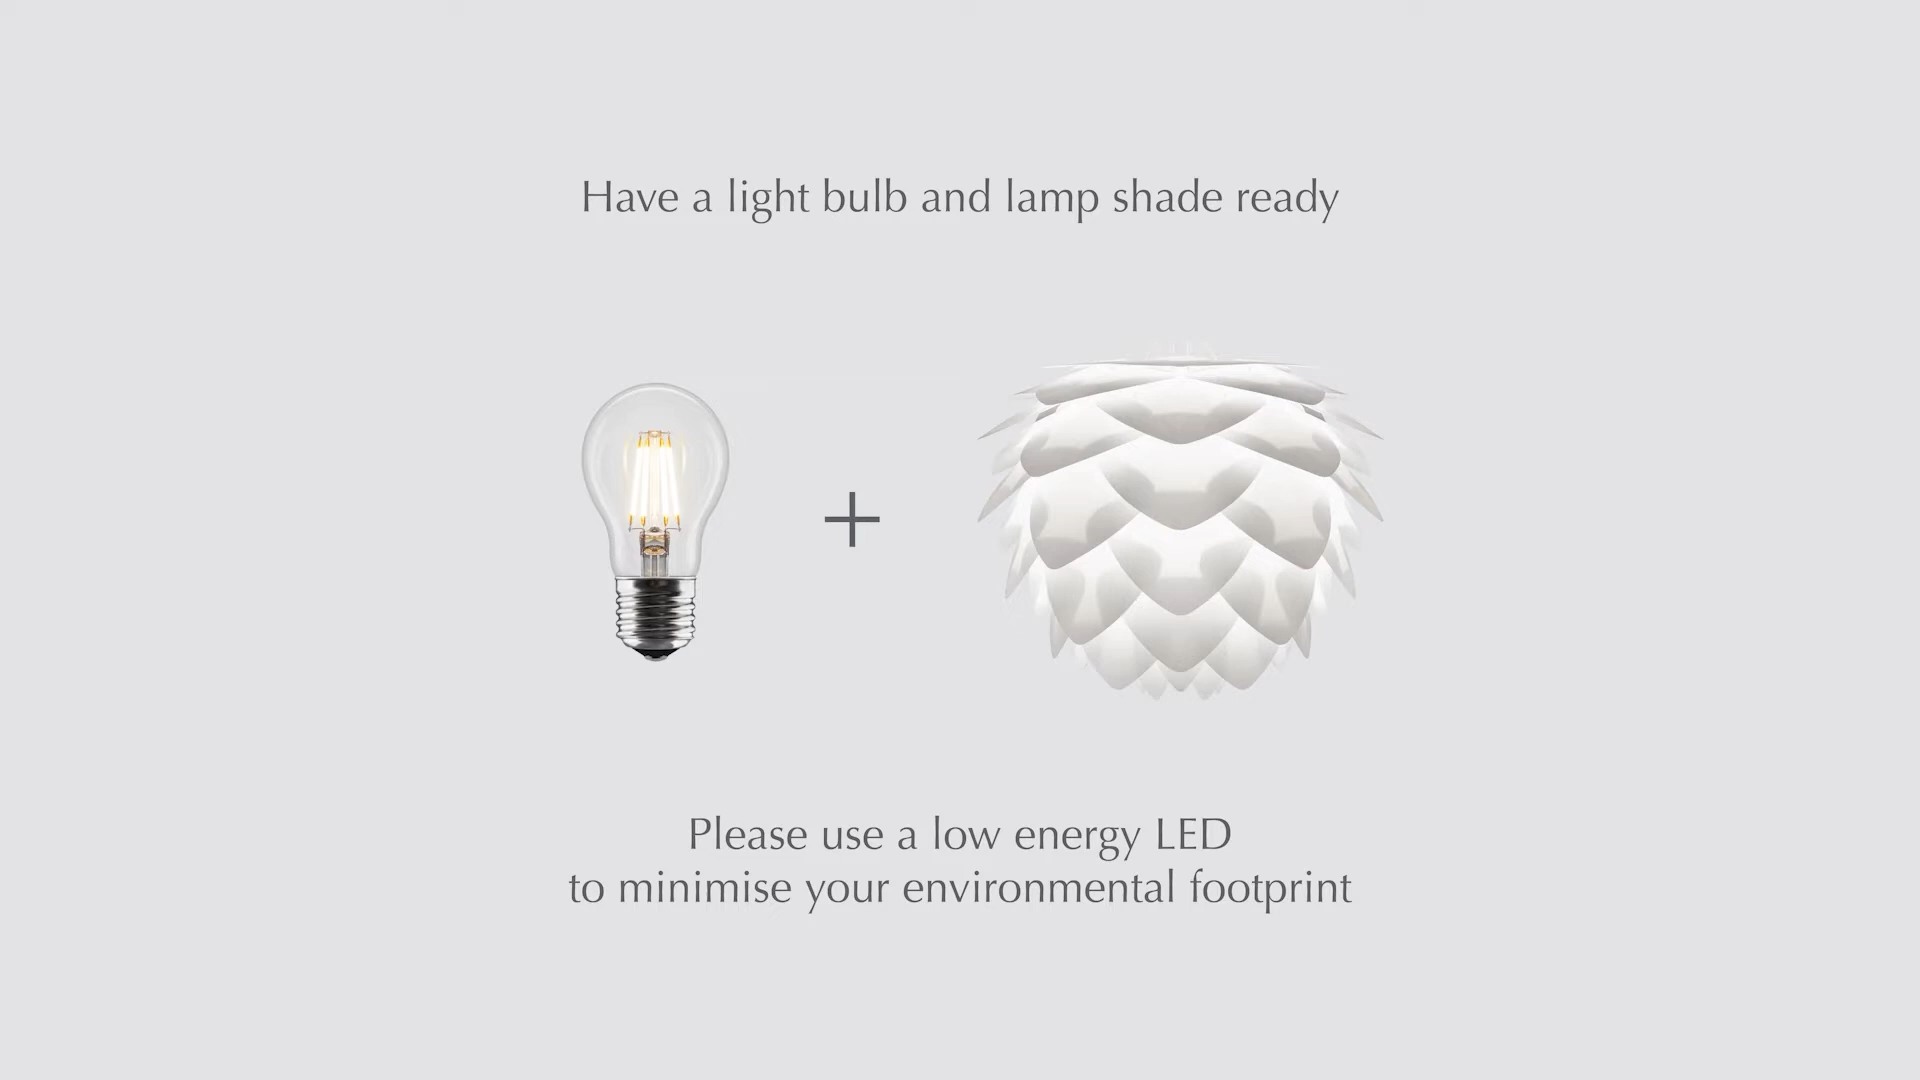 Have a light bulb and lamp shade ready
+
Please use a low energy LED
to minimise your environmental footprint